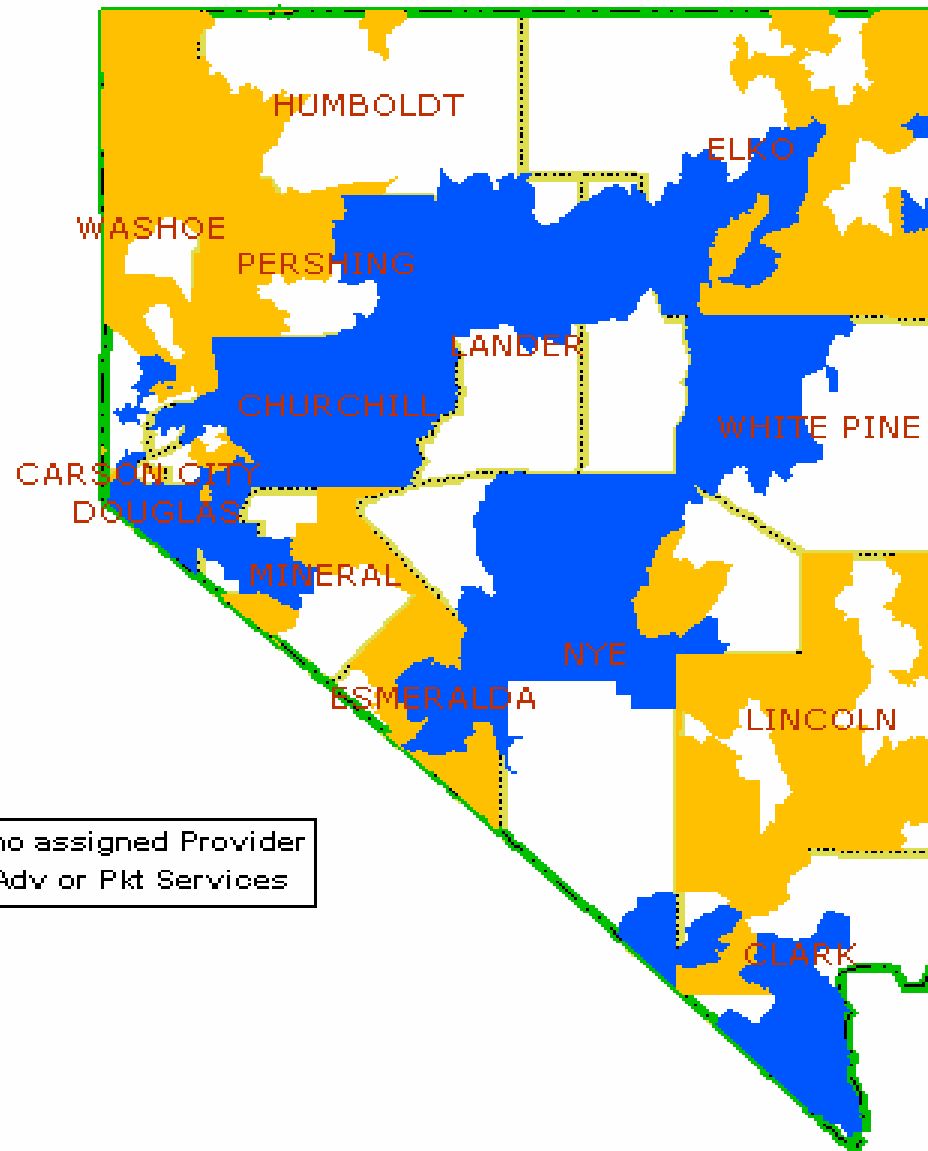 HUMBOLDT
ELKO
WASHOE
PERSHING
LANDER
CHURCHILL
WHITE PINE
CARSON CITY
DOUGLAS
MINERAL
NYE
ESMERALDA
LINCOLN
no assigned Provider
Adv or Pkt Services
CLARK